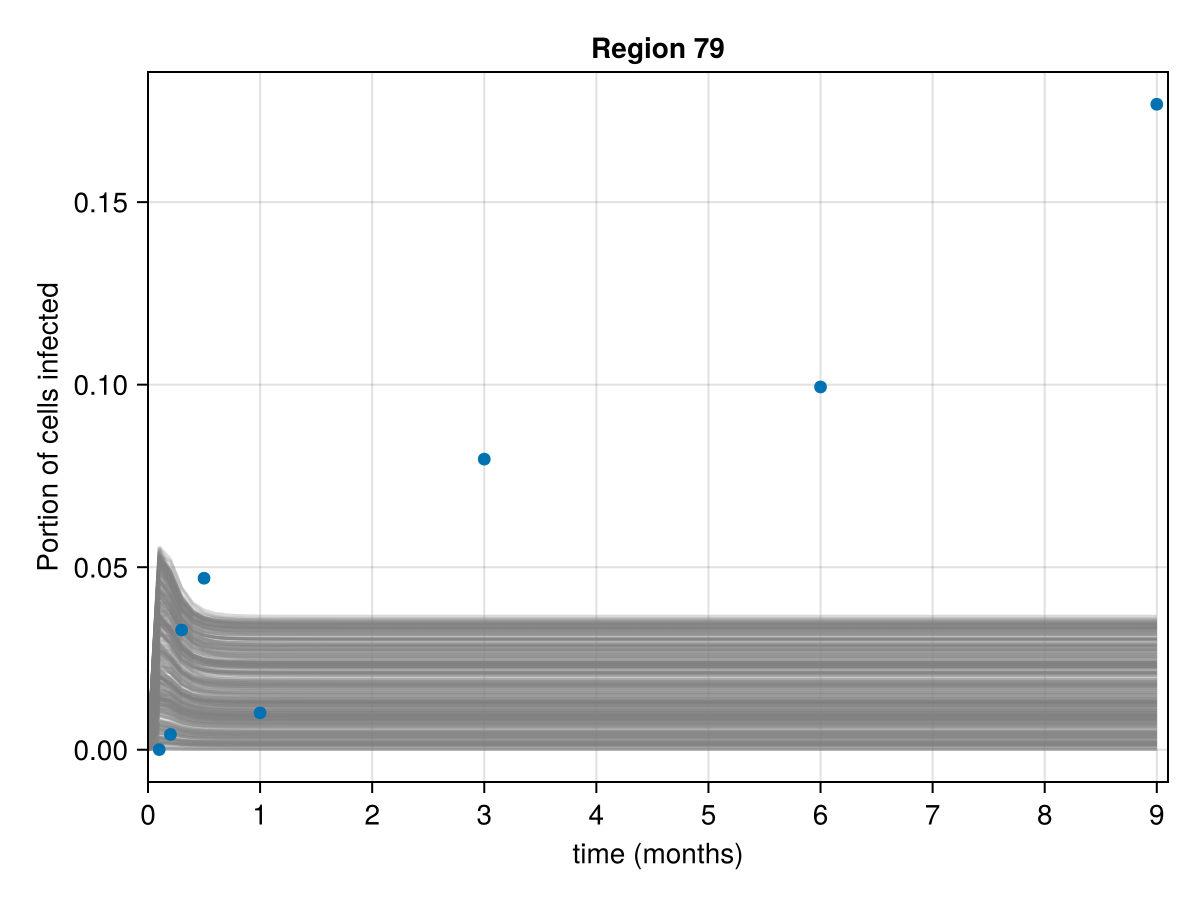 Region 79
Portion of cells infected
0.15
0.10
0.05
0.00
0 1 2 3 4 5 6 7 8 9
time (months)